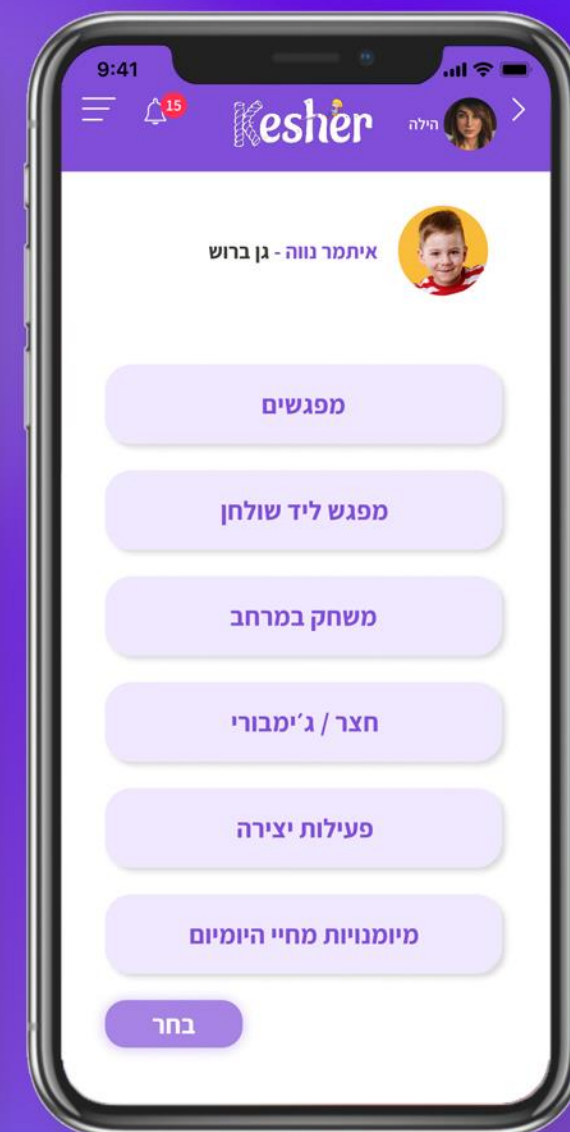 9:41
15
Kesher
הילה
איתמר נווה - גן ברוש
מפגשים
מפגש ליד שולחן
משחק במרחב
חצר / ג׳ימבורי
פעילות יצירה
מיומנויות מחיי היומיום
בחר